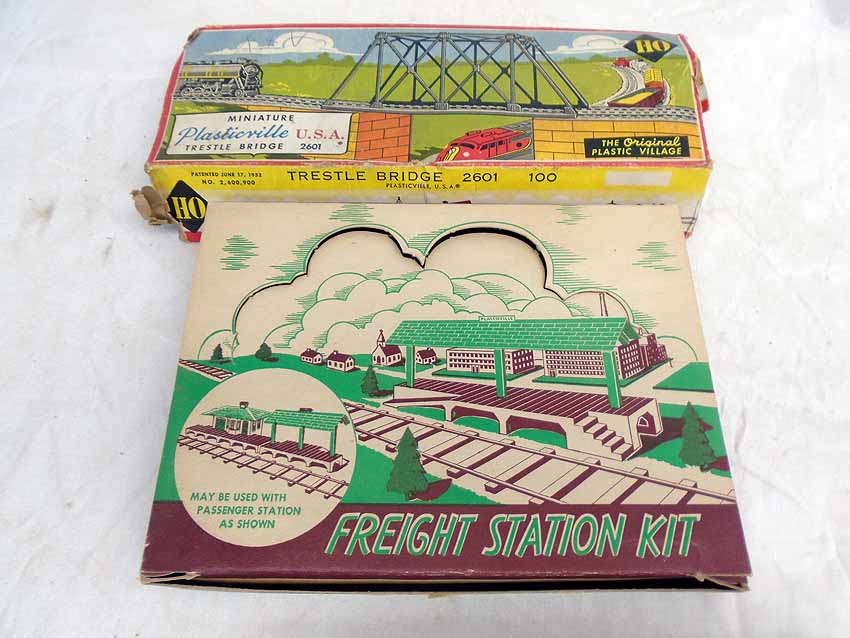 HO
MINIATURE
Plasticville U.S.A.
TRESTLE BRIDGE 2601
THE Original
PLASTIC VILLAGE
PATENTED JUNE 17, 1952
NO. 2,600,900
TRESTLE BRIDGE 2601 100
PLASTICVILLE, U.S.A.®
HO
PLASTICVILLE
MAY BE USED WITH
PASSENGER STATION
AS SHOWN
FREIGHT STATION KIT